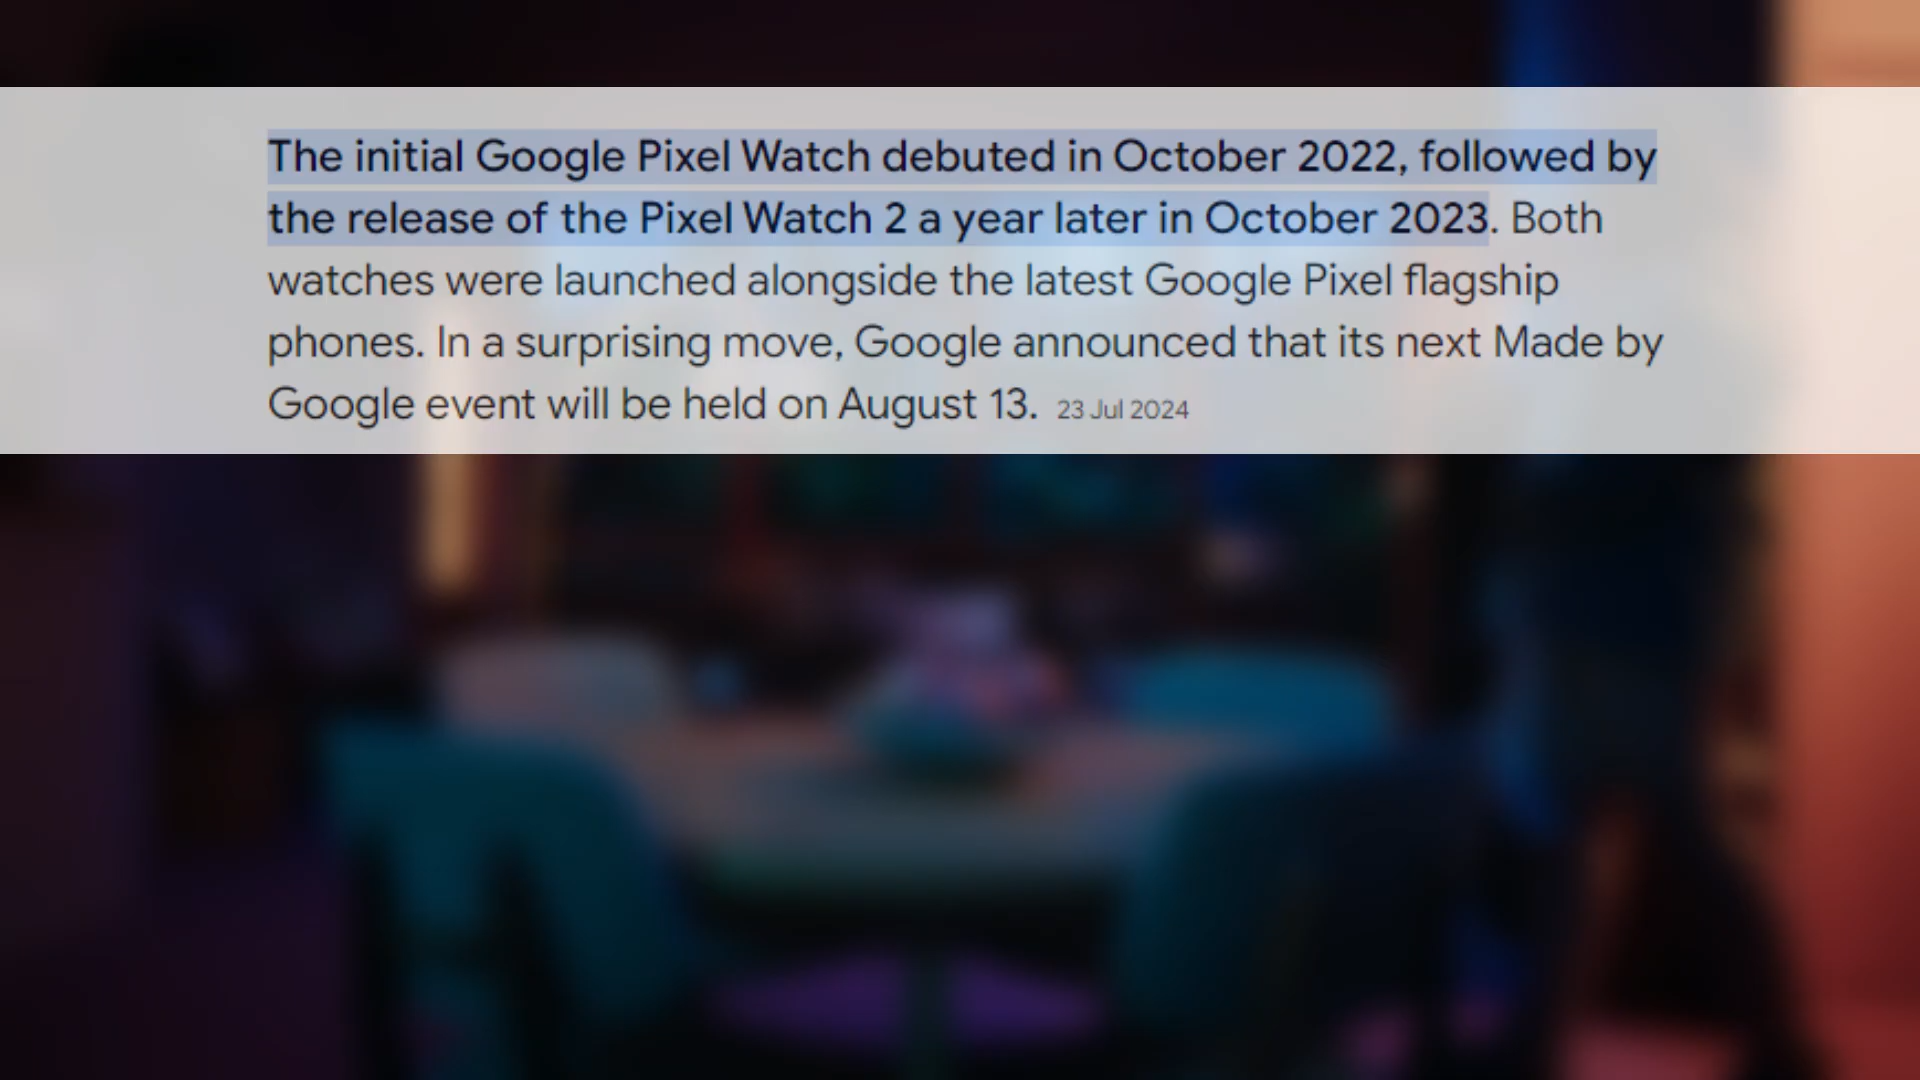 The initial Google Pixel Watch debuted in October 2022, followed by
the release of the Pixel Watch 2 a year later in October 2023. Both
watches were launched alongside the latest Google Pixel flagship
phones. In a surprising move, Google announced that its next Made by
Google event will be held on August 13. 23 Jul 2024